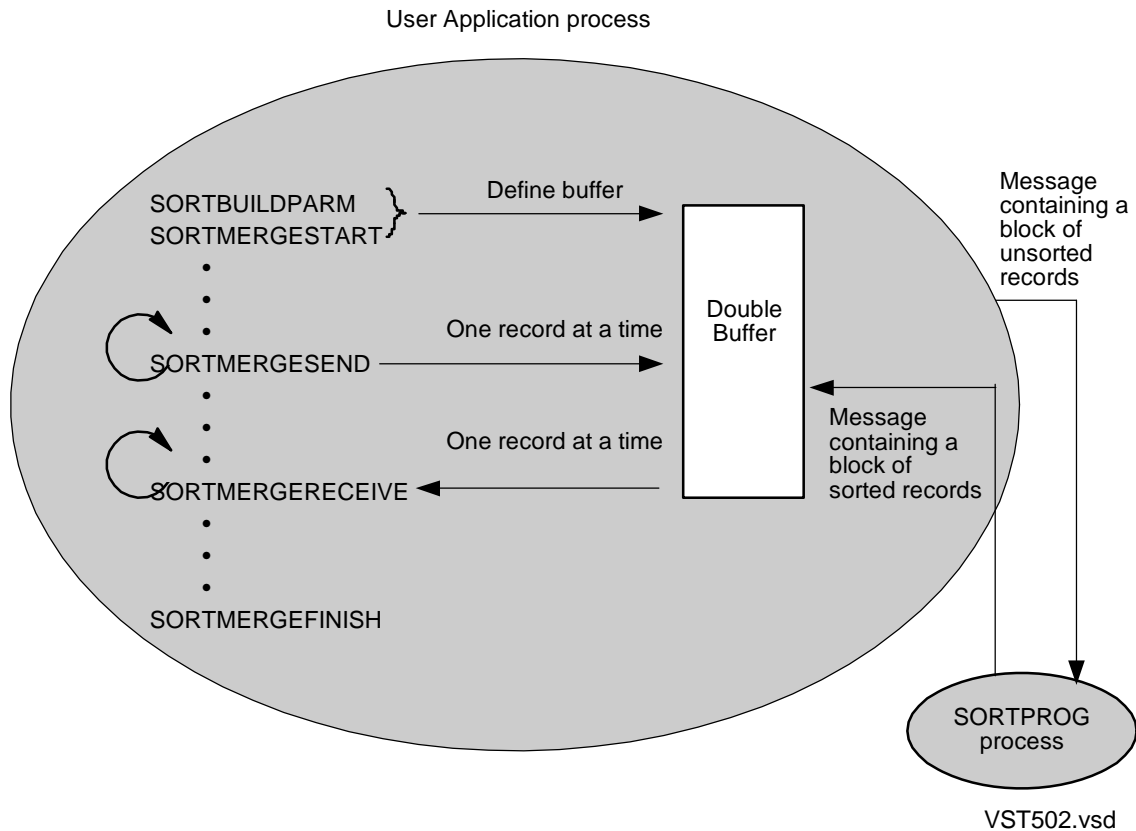 User Application process
SORTBUILDPARM
SORTMERGESTART
Define buffer
Double
Buffer
Message
containing a
block of
unsorted
records
One record at a time
SORTMERGESEND
One record at a time
SORTMERGERECEIVE
Message
containing a
block of
sorted records
SORTMERGEFINISH
SORTPROG
process
VST502.vsd